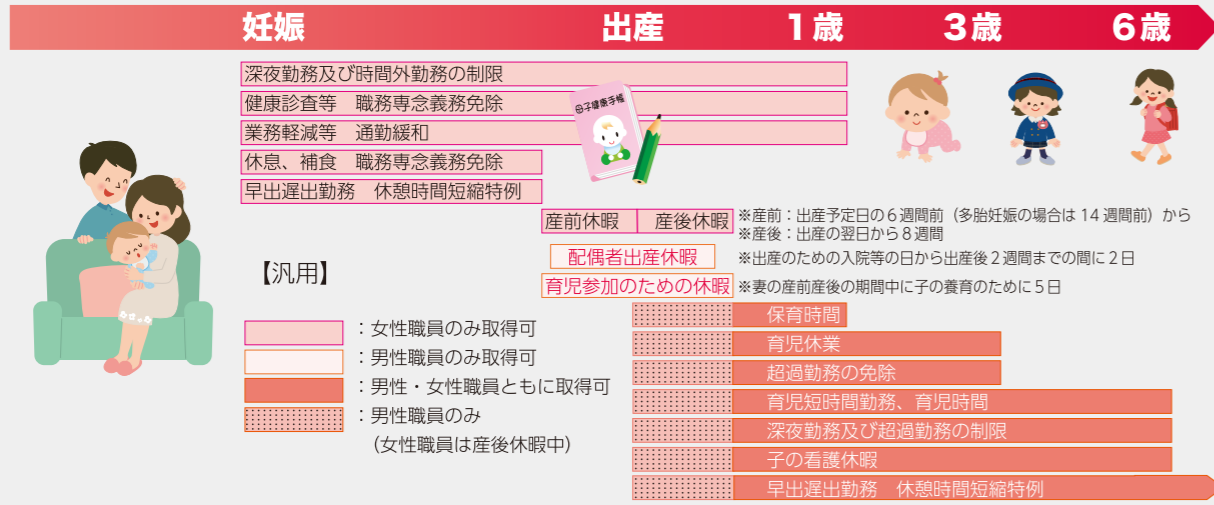 妊娠 出産 1歳 3歳 6歳
深夜勤務及び時間外勤務の制限
健康診査等 職務専念義務免除
業務軽減等 通勤緩和
休息、補食 職務専念義務免除
早出遅出勤務 休憩時間短縮特例
母子健康手帳
産前休暇 産後休暇
※産前：出産予定日の6週間前（多胎妊娠の場合は14週間前）から
※産後：出産の翌日から8週間
配偶者出産休暇 ※出産のための入院等の日から出産後2週間までの間に2日
育児参加のための休暇 ※妻の産前産後の期間中に子の養育のために5日
【汎用】
：女性職員のみ取得可
：男性職員のみ取得可
：男性・女性職員ともに取得可
：男性職員のみ
（女性職員は産後休暇中）
保育時間
育児休業
超過勤務の免除
育児短時間勤務、育児時間
深夜勤務及び超過勤務の制限
子の看護休暇
早出遅出勤務 休憩時間短縮特例